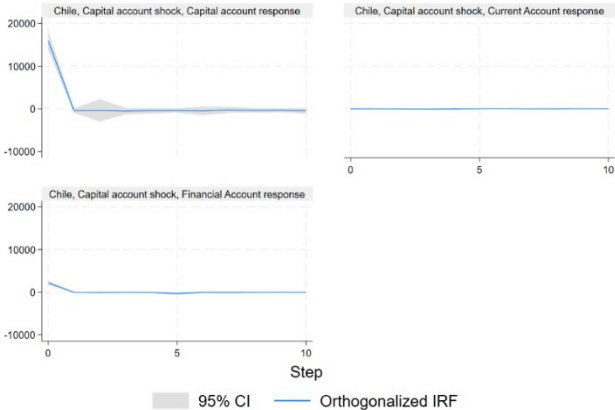 Chile, Capital account shock, Capital account response
Chile, Capital account shock, Current Account response
20000
10000
0
-10000
0
5
10
Chile, Capital account shock, Financial Account response
20000
10000
0
-10000
0
5
10
Step
95% CI
Orthogonalized IRF